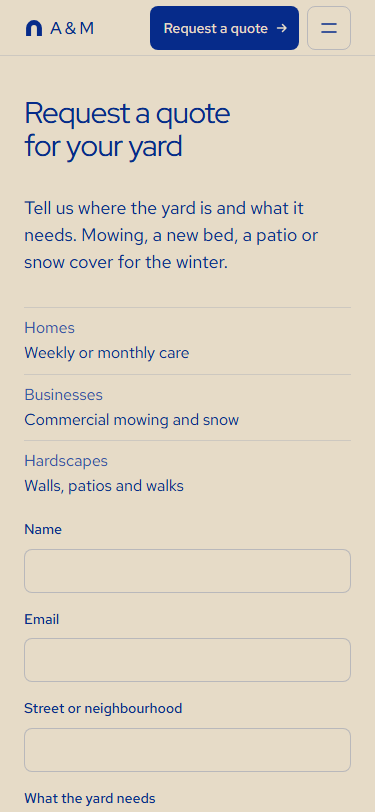 A & M
Request a quote →
Request a quote
for your yard
Tell us where the yard is and what it
needs. Mowing, a new bed, a patio or
snow cover for the winter.
Homes
Weekly or monthly care
Businesses
Commercial mowing and snow
Hardscapes
Walls, patios and walks
Name
Email
Street or neighbourhood
What the yard needs